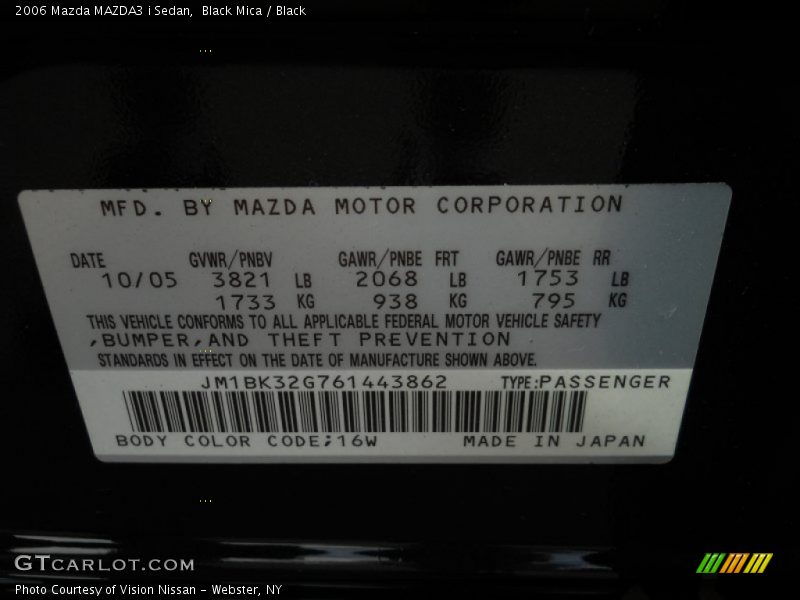 2006 Mazda MAZDA3 i Sedan, Black Mica / Black
MFD. BY MAZDA MOTOR CORPORATION
DATE GVWR/PNBV GAWR/PNBE FRT GAWR/PNBE RR
10/05 3821 LB 2068 LB 1753 LB
1733 KG 938 KG 795 KG
THIS VEHICLE CONFORMS TO ALL APPLICABLE FEDERAL MOTOR VEHICLE SAFETY
,BUMPER,AND THEFT PREVENTION
STANDARDS IN EFFECT ON THE DATE OF MANUFACTURE SHOWN ABOVE.
JM1BK32G761443862 TYPE:PASSENGER
BODY COLOR CODE:16W MADE IN JAPAN
GTCARLOT.COM
Photo Courtesy of Vision Nissan - Webster, NY